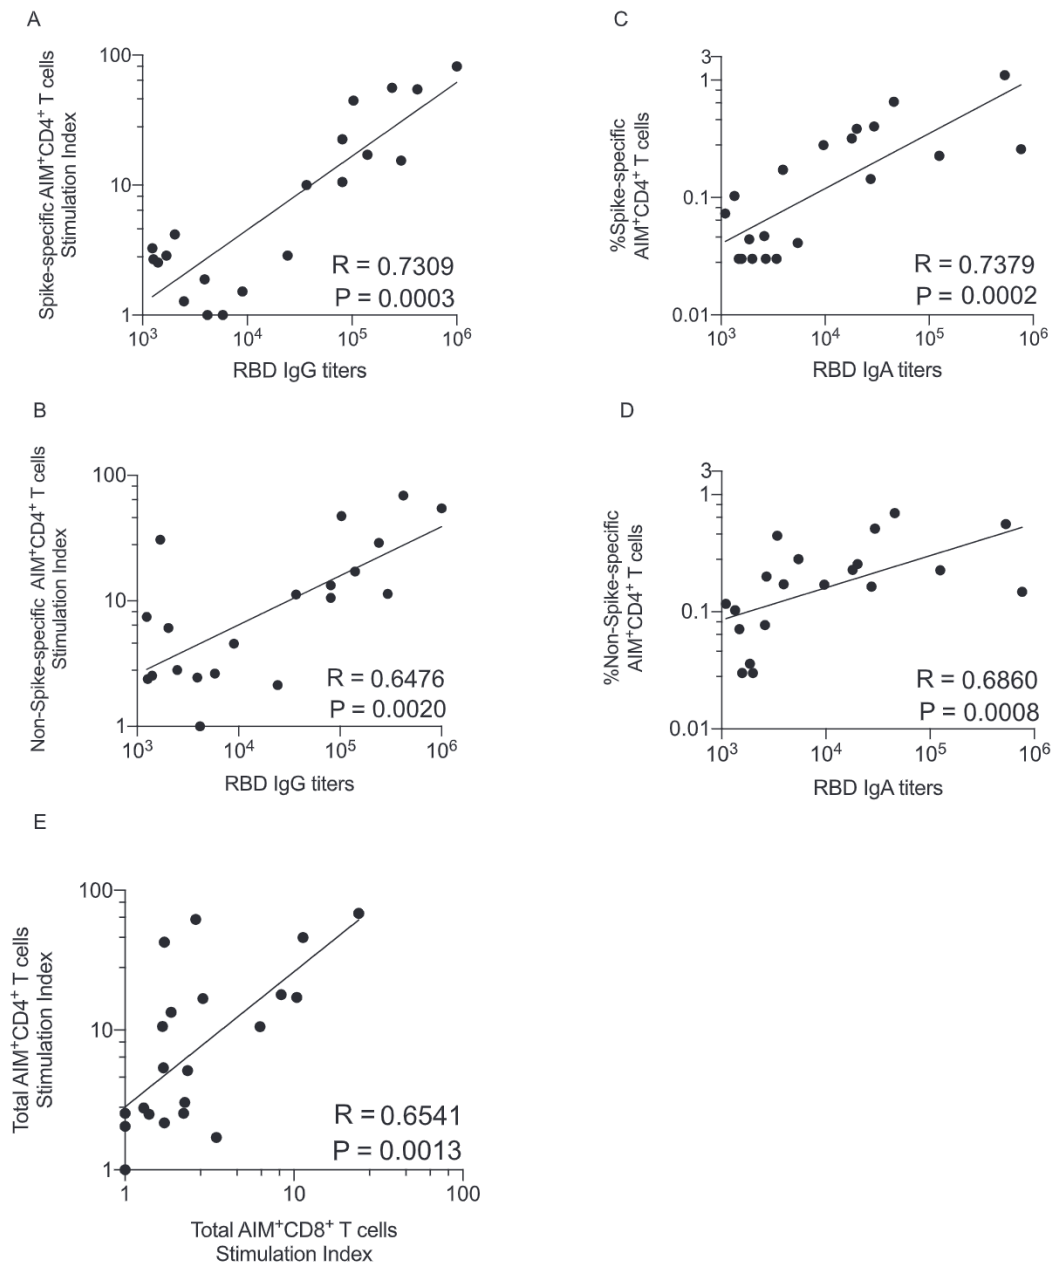 A
Spike-specific AIM⁺CD4⁺ T cells
Stimulation Index
100
10
1
10³ 10⁴ 10⁵ 10⁶
R = 0.7309
P = 0.0003
RBD IgG titers
C
%Spike-specific
AIM⁺CD4⁺ T cells
3
1
0.1
0.01
10³ 10⁴ 10⁵ 10⁶
R = 0.7379
P = 0.0002
RBD IgA titers
B
Non-Spike-specific AIM⁺CD4⁺ T cells
Stimulation Index
100
10
1
10³ 10⁴ 10⁵ 10⁶
R = 0.6476
P = 0.0020
RBD IgG titers
D
%Non-Spike-specific
AIM⁺CD4⁺ T cells
3
1
0.1
0.01
10³ 10⁴ 10⁵ 10⁶
R = 0.6860
P = 0.0008
RBD IgA titers
E
Total AIM⁺CD4⁺ T cells
Stimulation Index
100
10
1
1 10 100
R = 0.6541
P = 0.0013
Total AIM⁺CD8⁺ T cells
Stimulation Index